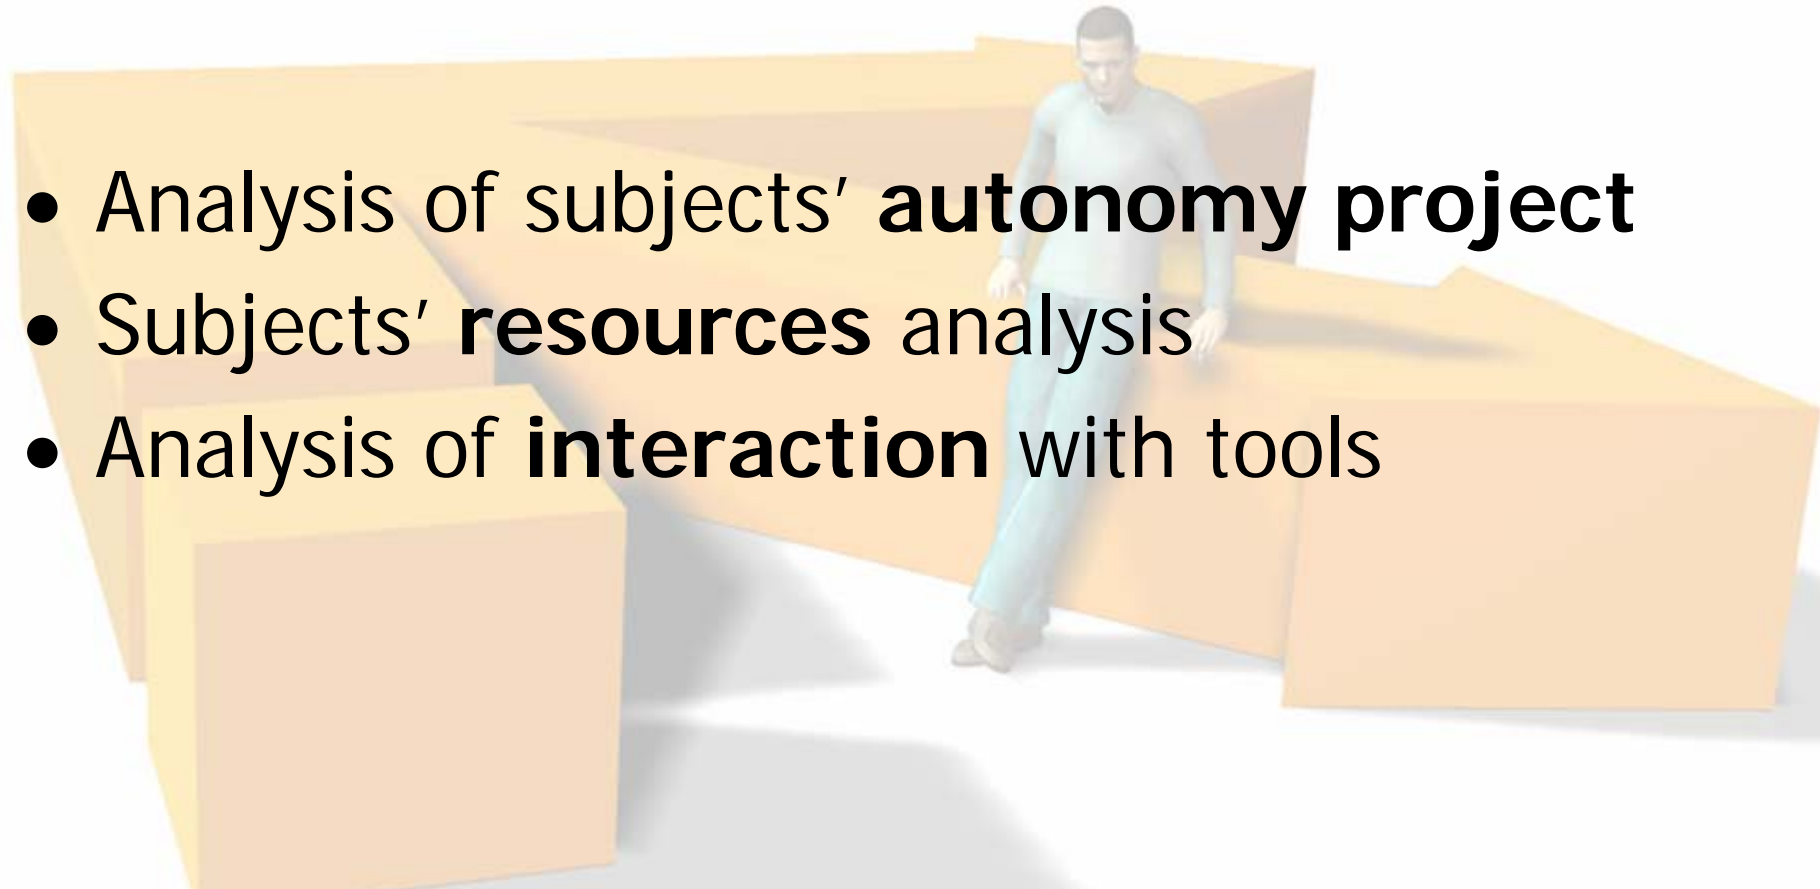 • Analysis of subjects’ autonomy project
• Subjects’ resources analysis
• Analysis of interaction with tools